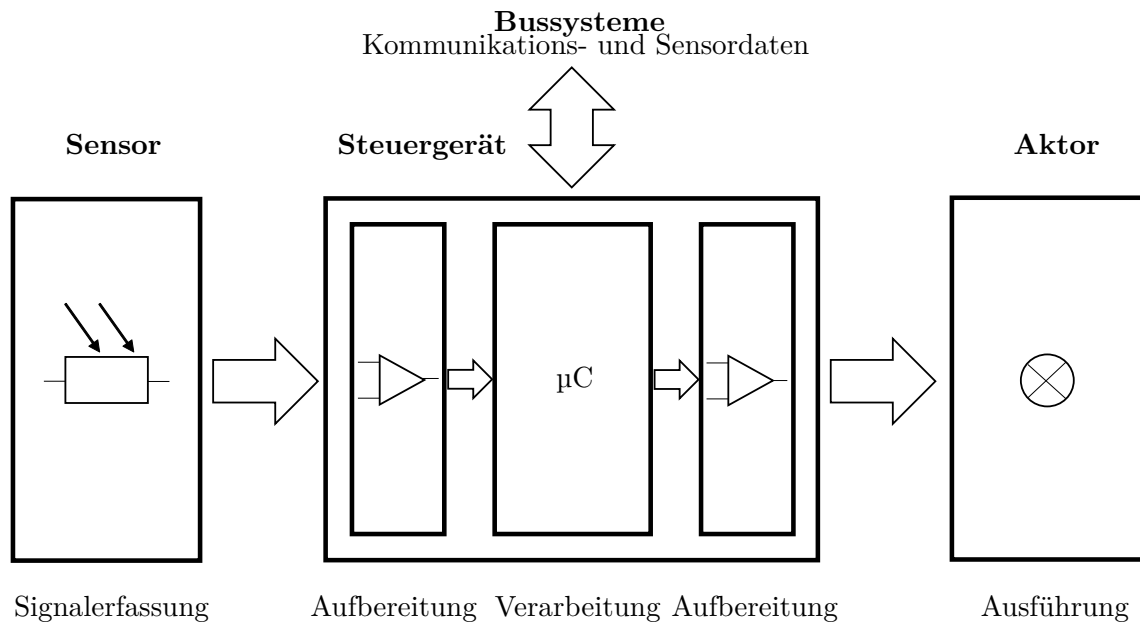 Bussysteme
Kommunikations- und Sensordaten
Sensor
Steuergerät
Aktor
µC
Signalerfassung
Aufbereitung
Verarbeitung
Aufbereitung
Ausführung